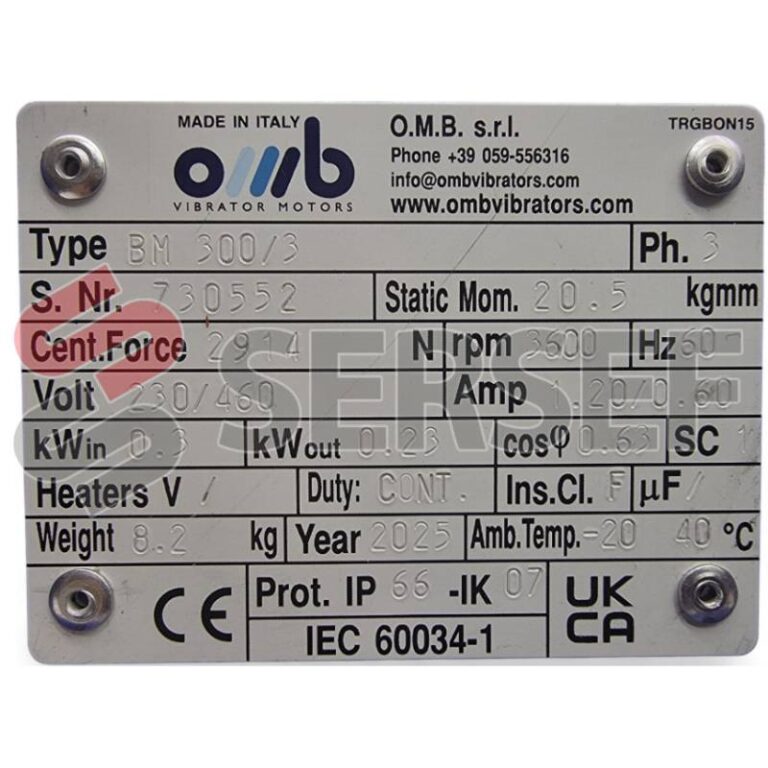 MADE IN ITALY
omb
VIBRATOR MOTORS
O.M.B. s.r.l.
Phone +39 059-556316
info@ombvibrators.com
www.ombvibrators.com
TRGBON15
Type BM 300/3 Ph. 3
S. Nr. 730552 Static Mom. 20.5 kgmm
Cent.Force 2914 N rpm 3600 Hz 60
Volt 230/460 Amp 1.20/0.60
kWin 0.3 kWout 0.23 cosφ 0.63 SC 1
Heaters V / Duty: CONT. Ins.Cl. F µF /
Weight 8.2 kg Year 2025 Amb.Temp. -20 40 °C
CE Prot. IP 66 -IK 07 UK
CA
IEC 60034-1
SERSEF